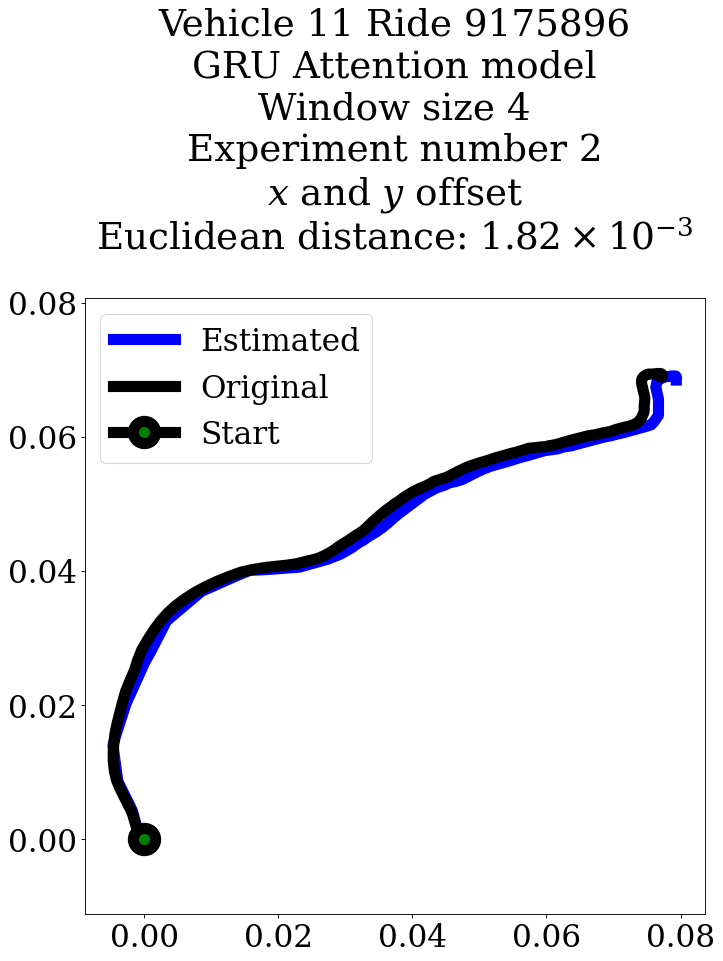 Vehicle 11 Ride 9175896
GRU Attention model
Window size 4
Experiment number 2
x and y offset
Euclidean distance: 1.82 × 10⁻³
Estimated
Original
Start
0.08
0.06
0.04
0.02
0.00
0.00 0.02 0.04 0.06 0.08